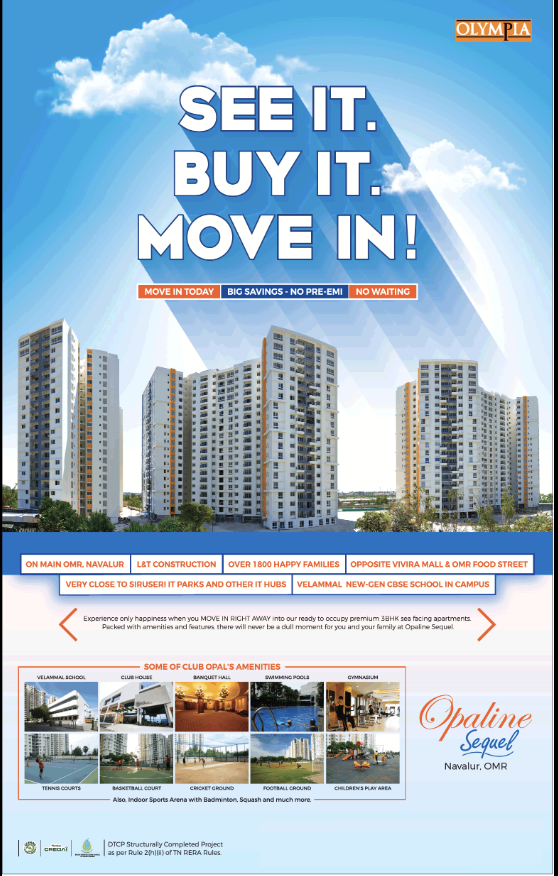 OLYMPIA
SEE IT.
BUY IT.
MOVE IN!
MOVE IN TODAY BIG SAVINGS - NO PRE-EMI NO WAITING
ON MAIN OMR, NAVALUR L&T CONSTRUCTION OVER 1800 HAPPY FAMILIES OPPOSITE VIVIRA MALL & OMR FOOD STREET
VERY CLOSE TO SIRUSERI IT PARKS AND OTHER IT HUBS VELAMMAL NEW-GEN CBSE SCHOOL IN CAMPUS
Experience only happiness when you MOVE IN RIGHT AWAY into our ready to occupy premium 3BHK sea facing apartments.
Packed with amenities and features, there will never be a dull moment for you and your family at Opaline Sequel.
SOME OF CLUB OPAL'S AMENITIES
VELAMMAL SCHOOL CLUB HOUSE BANQUET HALL SWIMMING POOLS GYMNASIUM
TENNIS COURTS BASKETBALL COURT CRICKET GROUND FOOTBALL GROUND CHILDREN'S PLAY AREA
Also, Indoor Sports Arena with Badminton, Squash and much more.
Opaline
Sequel
Navalur, OMR
CREDAI
DTCP Structurally Completed Project
as per Rule 2(h)(ii) of TN RERA Rules.